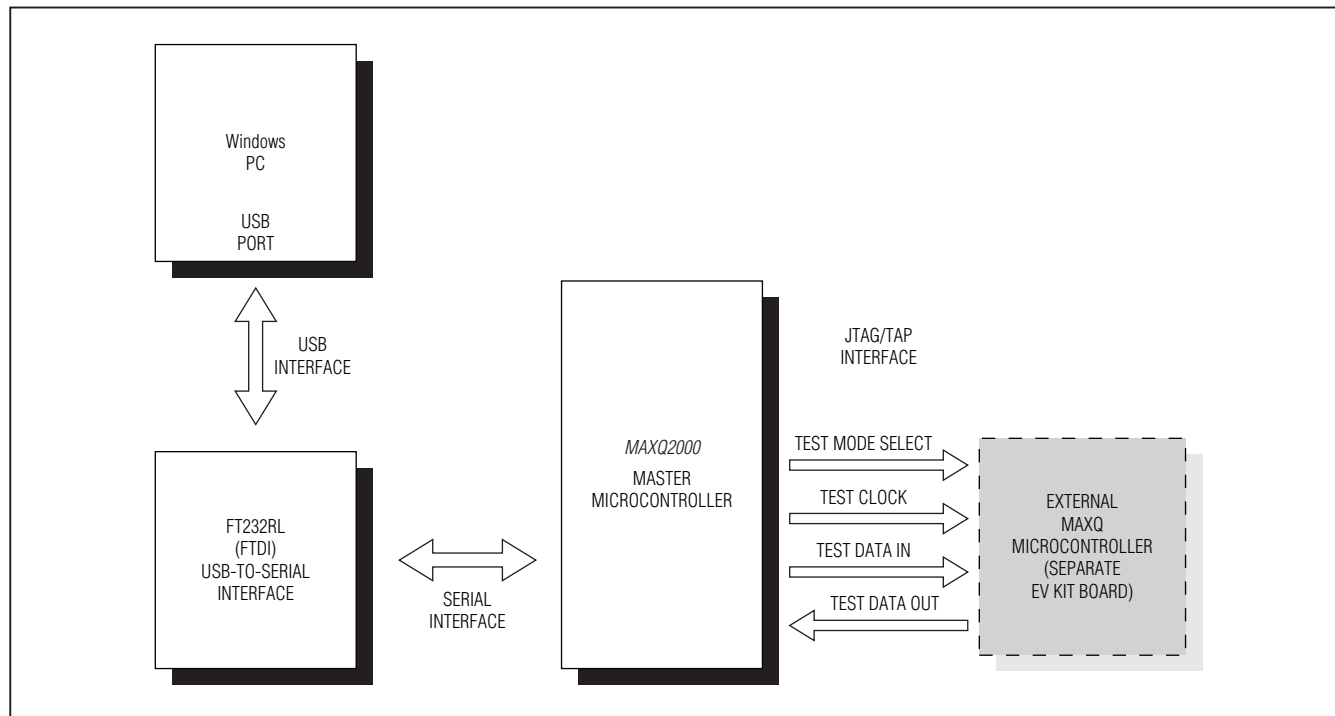 Windows
PC
USB
PORT
USB
INTERFACE
FT232RL
(FTDI)
USB-TO-SERIAL
INTERFACE
SERIAL
INTERFACE
MAXQ2000
MASTER
MICROCONTROLLER
JTAG/TAP
INTERFACE
TEST MODE SELECT
TEST CLOCK
TEST DATA IN
TEST DATA OUT
EXTERNAL
MAXQ
MICROCONTROLLER
(SEPARATE
EV KIT BOARD)